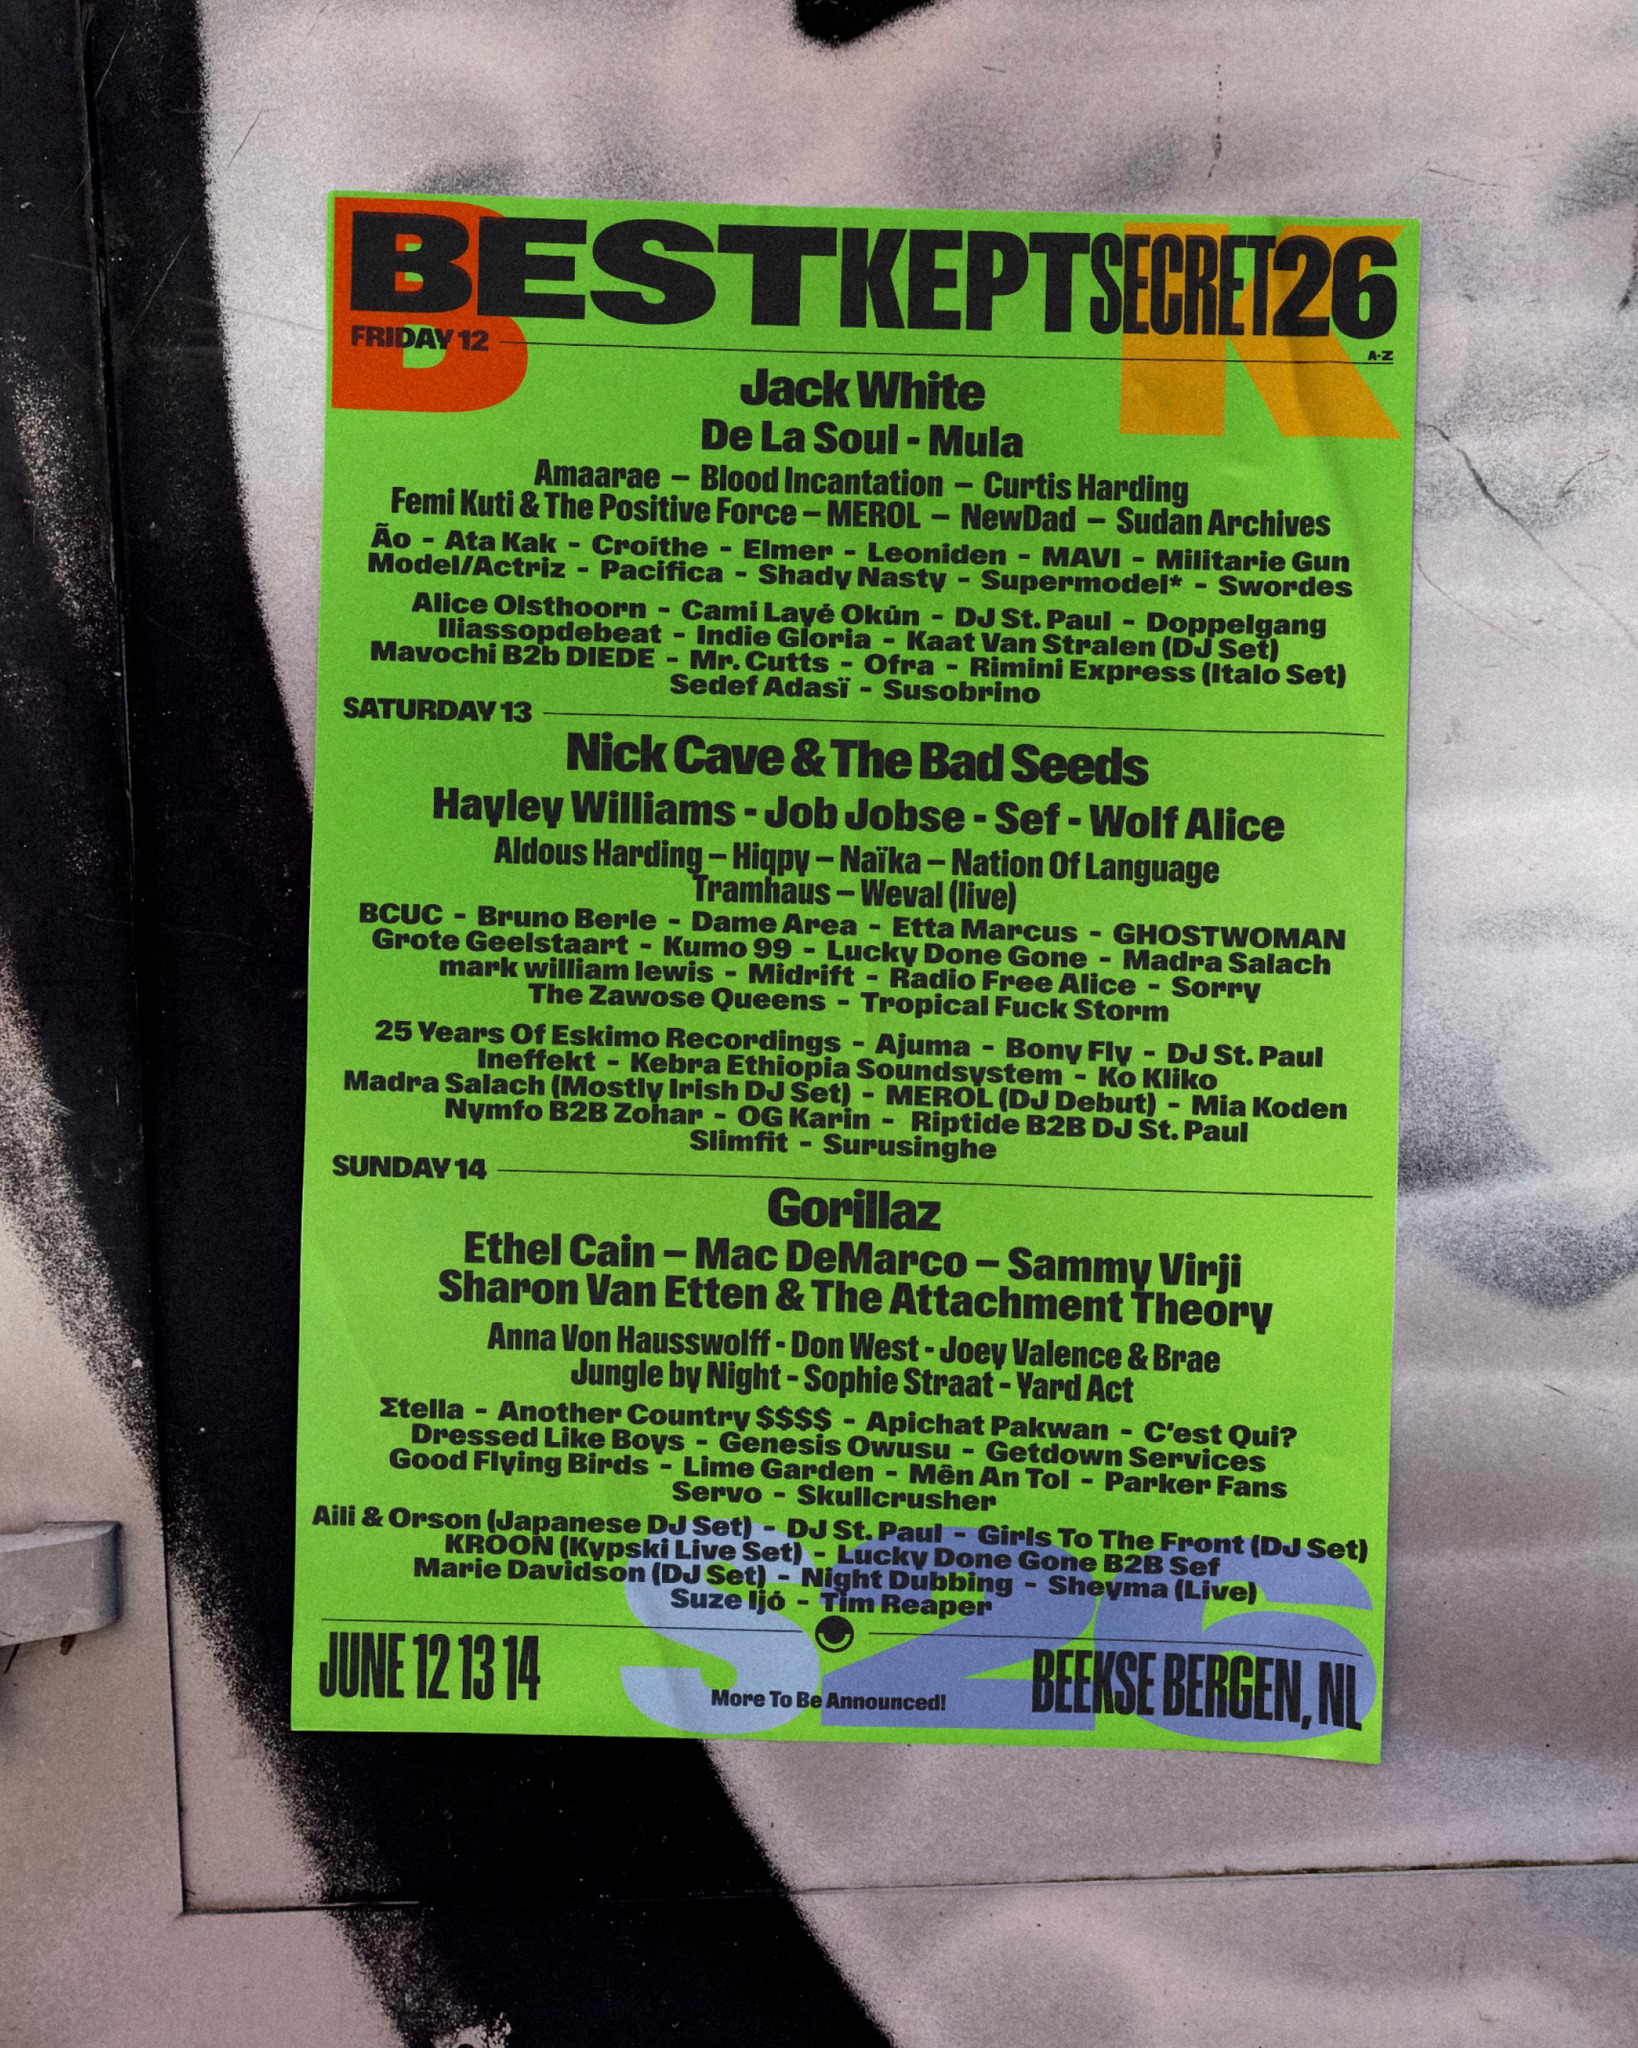 BESTKEPTSECRET26
FRIDAY 12
A-Z
Jack White
De La Soul - Mula
Amaarae – Blood Incantation – Curtis Harding
Femi Kuti & The Positive Force – MEROL – NewDad – Sudan Archives
Ão - Ata Kak - Croíthe - Elmer - Leoniden - MAVI - Militarie Gun
Model/Actriz - Pacifica - Shady Nasty - Supermodel* - Swordes
Alice Olsthoorn - Cami Layé Okún - DJ St. Paul - Doppelgang
Iliassopdebeat - Indie Gloria - Kaat Van Stralen (DJ Set)
Mavochi B2b DIEDE - Mr. Cutts - Ofra - Rimini Express (Italo Set)
Sedef Adasï - Susobrino
SATURDAY 13
Nick Cave & The Bad Seeds
Hayley Williams - Job Jobse - Sef - Wolf Alice
Aldous Harding – Hiqpy – Naïka – Nation Of Language
Tramhaus – Weval (live)
BCUC - Bruno Berle - Dame Area - Etta Marcus - GHOSTWOMAN
Grote Geelstaart - Kumo 99 - Lucky Done Gone - Madra Salach
mark william lewis - Midrift - Radio Free Alice - Sorry
The Zawose Queens - Tropical Fuck Storm
25 Years Of Eskimo Recordings - Ajuma - Bony Fly - DJ St. Paul
Ineffekt - Kebra Ethiopia Soundsystem - Ko Kliko
Madra Salach (Mostly Irish DJ Set) - MEROL (DJ Debut) - Mia Koden
Nymfo B2B Zohar - OG Karin - Riptide B2B DJ St. Paul
Slimfit - Surusinghe
SUNDAY 14
Gorillaz
Ethel Cain – Mac DeMarco – Sammy Virji
Sharon Van Etten & The Attachment Theory
Anna Von Hausswolff - Don West - Joey Valence & Brae
Jungle by Night - Sophie Straat - Yard Act
Σtella - Another Country $$$$ - Apichat Pakwan - C'est Qui?
Dressed Like Boys - Genesis Owusu - Getdown Services
Good Flying Birds - Lime Garden - Mên An Tol - Parker Fans
Servo - Skullcrusher
Aili & Orson (Japanese DJ Set) - DJ St. Paul - Girls To The Front (DJ Set)
KROON (Kypski Live Set) - Lucky Done Gone B2B Sef
Marie Davidson (DJ Set) - Night Dubbing - Sheyma (Live)
Suze Ijó - Tim Reaper
JUNE 12 13 14
More To Be Announced!
BEEKSE BERGEN, NL
B
K
S26